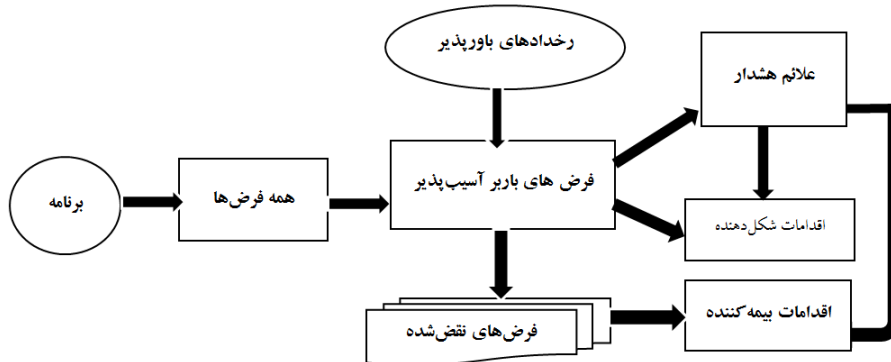 رخدادهای باورپذیر
علائم هشدار
فرض های باربر آسیب‌پذیر
همه فرض‌ها
برنامه
اقدامات شکل‌دهنده
اقدامات بیمه‌کننده
فرض‌های نقض‌شده